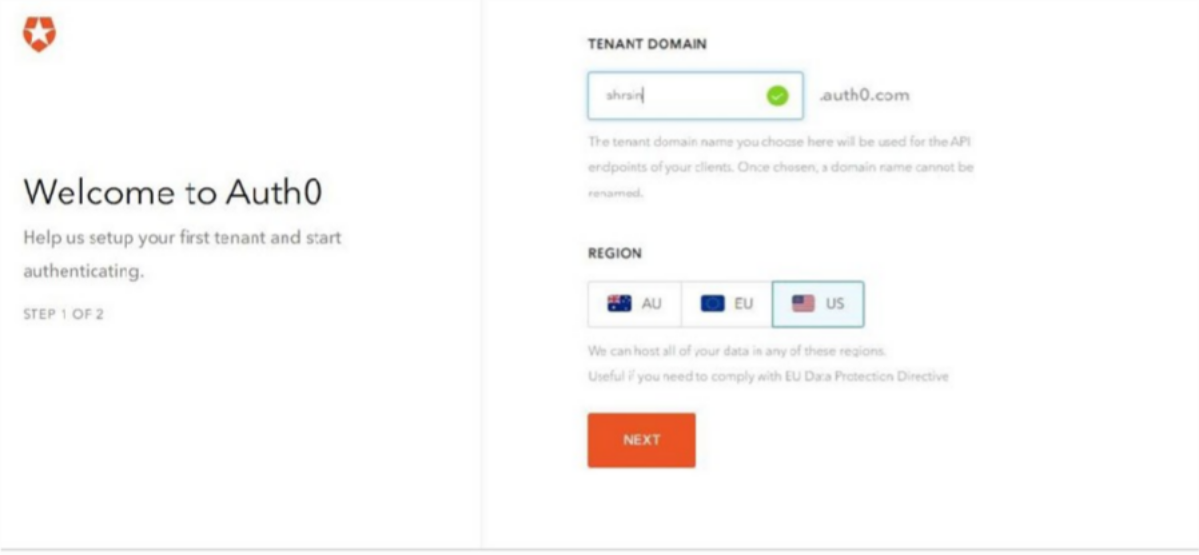 TENANT DOMAIN
.auth0.com
The tenant domain name you choose here will be used for the API
endpoints of your clients. Once chosen, a domain name cannot be
renamed.
Welcome to Auth0
Help us setup your first tenant and start
authenticating.
STEP 1 OF 2
REGION
AU
EU
US
We can host all of your data in any of these regions.
Useful if you need to comply with EU Data Protection Directive
NEXT